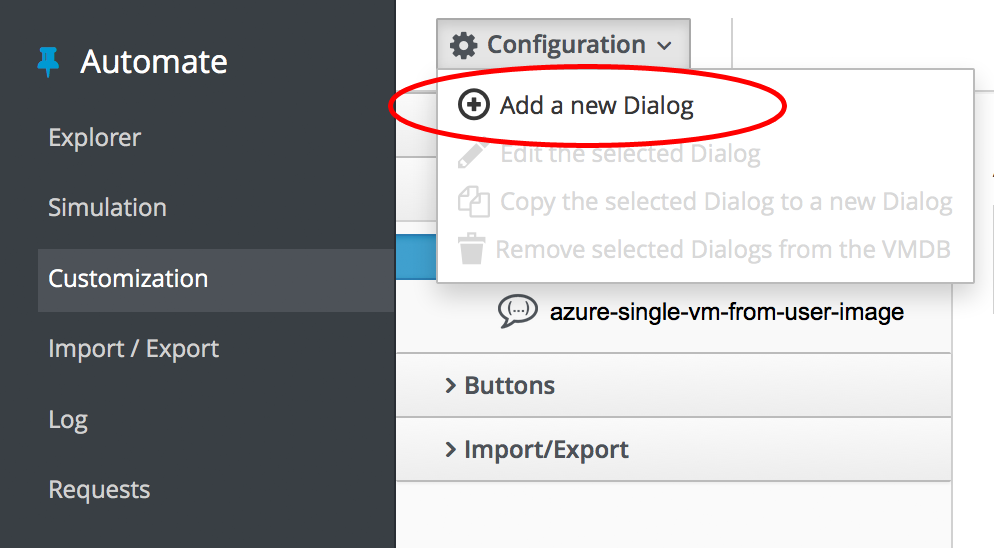 Automate
Explorer
Simulation
Customization
Import / Export
Log
Requests
Configuration
Add a new Dialog
Edit the selected Dialog
Copy the selected Dialog to a new Dialog
Remove selected Dialogs from the VMDB
(...) azure-single-vm-from-user-image
Buttons
Import/Export